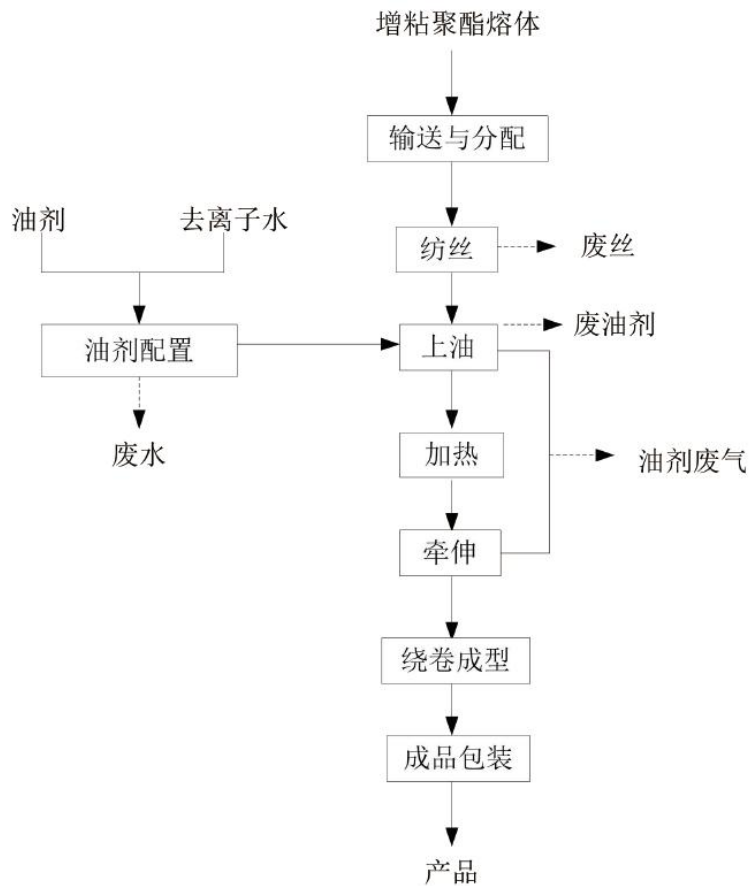 增粘聚酯熔体
输送与分配
油剂
去离子水
纺丝
废丝
油剂配置
上油
废油剂
废水
加热
油剂废气
牵伸
绕卷成型
成品包装
产品